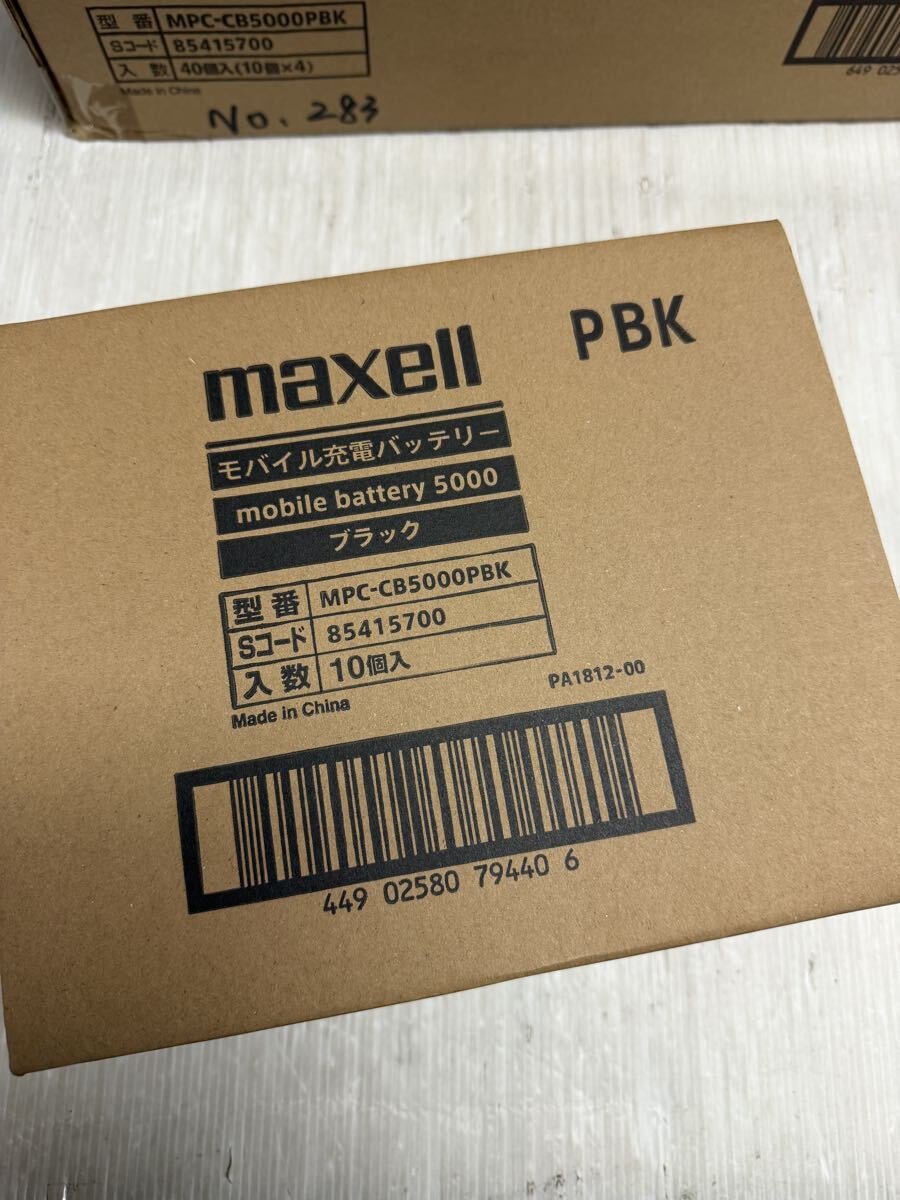 型番 MPC-CB5000PBK
Sコード 85415700
入数 40個入(10個×4)
Made in China
No. 283
maxell
PBK
モバイル充電バッテリー
mobile battery 5000
ブラック
型番 MPC-CB5000PBK
Sコード 85415700
入数 10個入
Made in China
PA1812-00
449 02580 79440 6